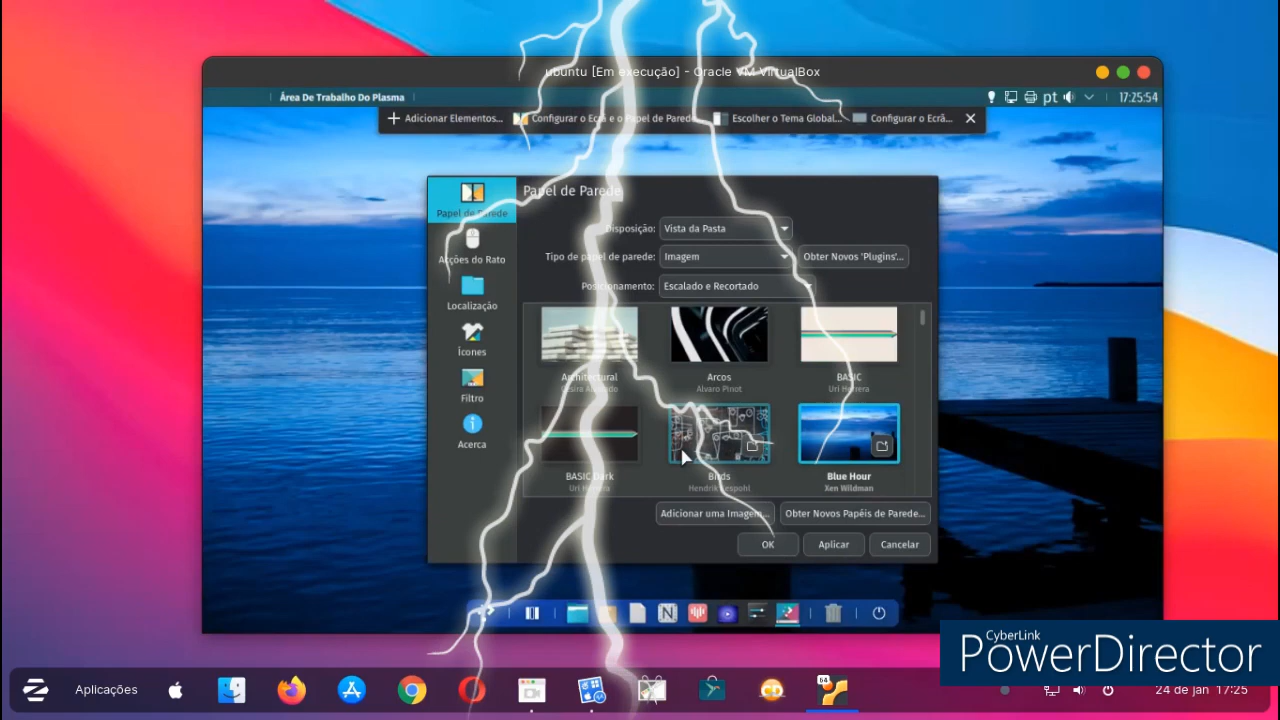 ubuntu [Em execução] - Oracle VM VirtualBox
Área De Trabalho Do Plasma
pt
17:25:54
Adicionar Elementos...
Configurar o Ecrã e o Papel de Parede
Escolher o Tema Global...
Configurar o Ecrã...
Papel de Parede
Papel de Parede
Acções do Rato
Localização
Ícones
Filtro
Acerca
Disposição:
Vista da Pasta
Tipo de papel de parede:
Imagem
Obter Novos 'Plugins'...
Posicionamento:
Escalado e Recortado
Architectural
Arcos
Alvaro Pinot
BASIC
Uri Herrera
BASIC Dark
Uri Herrera
Birds
Blue Hour
Xen Wildman
Adicionar uma Imagem...
Obter Novos Papéis de Parede...
OK
Aplicar
Cancelar
CyberLink
PowerDirector
Aplicações
64
24 de jan 17:25